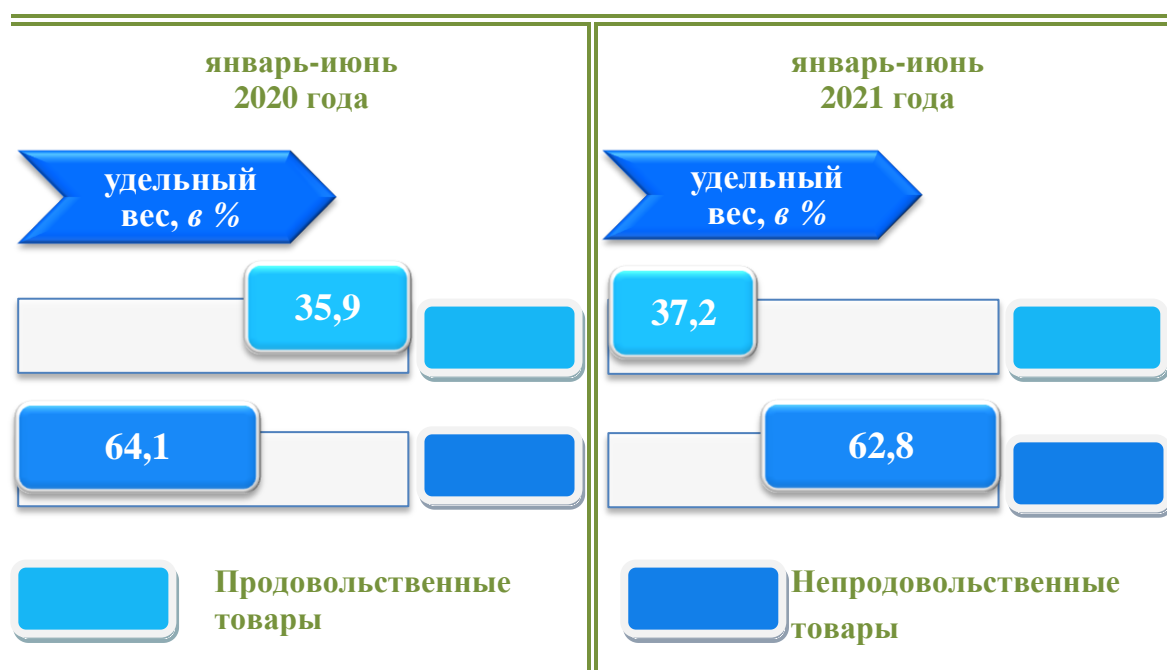 январь-июнь
2020 года
удельный
вес, в %
35,9
64,1
январь-июнь
2021 года
удельный
вес, в %
37,2
62,8
Продовольственные
товары
Непродовольственные
товары